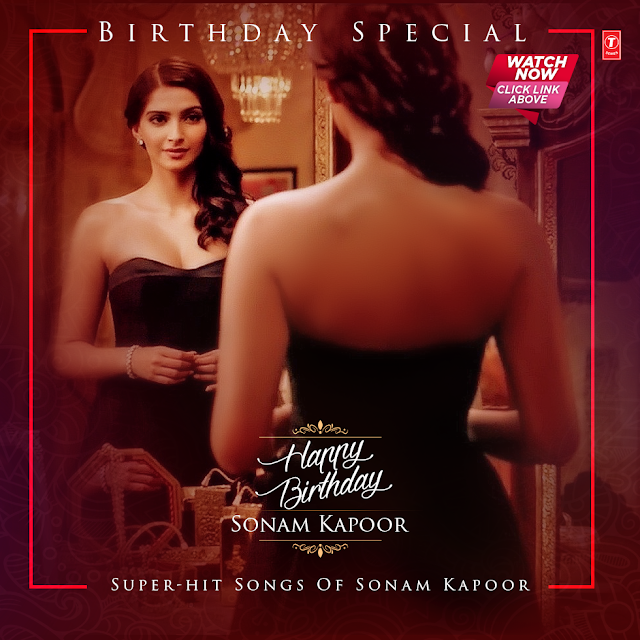 BIRTHDAY SPECIAL
T
WATCH
NOW
CLICK LINK
ABOVE
Happy
Birthday
SONAM KAPOOR
SUPER-HIT SONGS OF SONAM KAPOOR